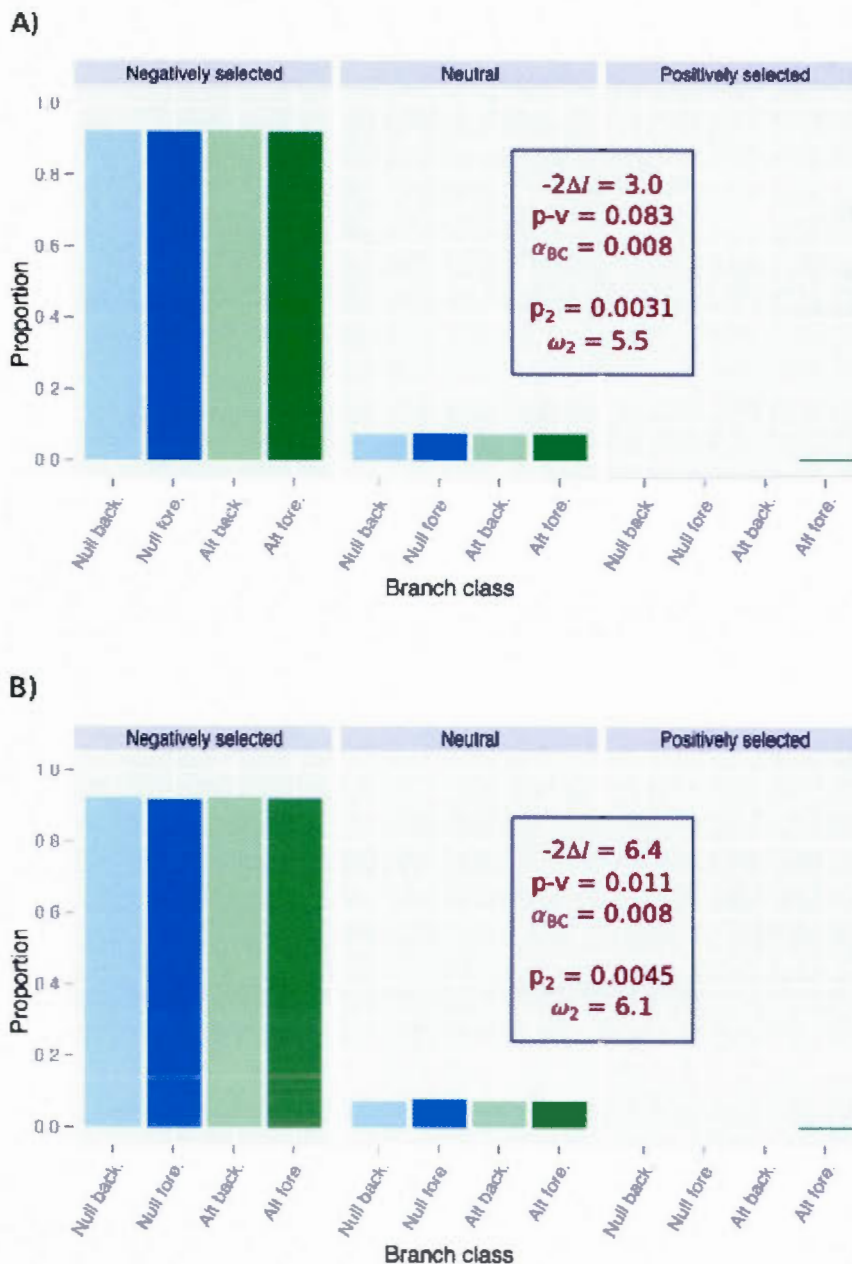 A)
Negatively selected Neutral Positively selected
1.0
0.8
0.6
0.4
0.2
0.0
Proportion
-2Δl = 3.0
p-v = 0.083
αBC = 0.008
p2 = 0.0031
ω2 = 5.5
Null back. Null fore. Alt back. Alt fore. Null back. Null fore Alt back. Alt fore. Null back Null fore Alt back. Alt fore.
Branch class
B)
Negatively selected Neutral Positively selected
1.0
0.8
0.6
0.4
0.2
0.0
Proportion
-2Δl = 6.4
p-v = 0.011
αBC = 0.008
p2 = 0.0045
ω2 = 6.1
Null back. Null fore. Alt back. Alt fore Null back. Null fore Alt back. Alt fore. Null back Null fore Alt back. Alt fore.
Branch class